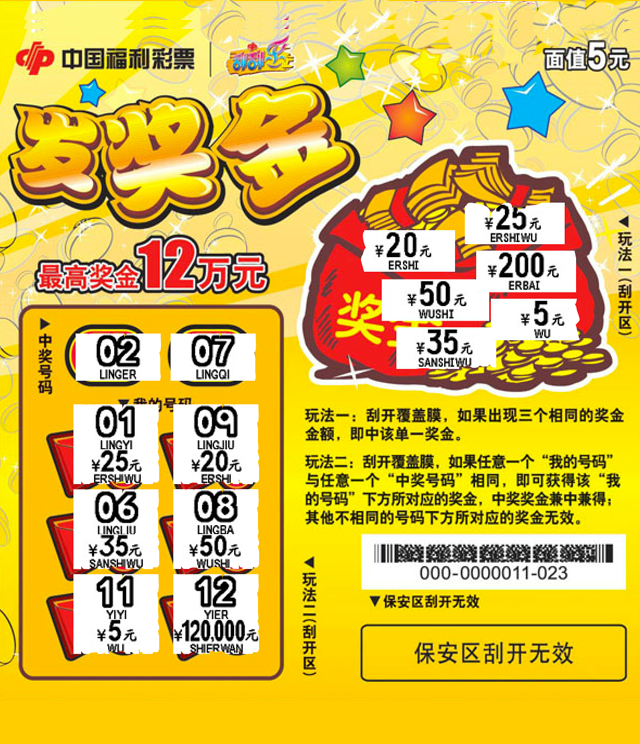 中国福利彩票
刮刮乐
面值5元
岁奖金
最高奖金12万元
◀玩法一(刮开区)
¥25元
ERSHIWU
¥20元
ERSHI
¥200元
ERBAI
¥50元
WUSHI
¥5元
WU
¥35元
SANSHIWU
奖金
▶中奖号码
02
LINGER
07
LINGQI
▼我的号码
01
LINGYI
¥25元
ERSHIWU
09
LINGJIU
¥20元
ERSHI
06
LINGLIU
¥35元
SANSHIWU
08
LINGBA
¥50元
WUSHI
11
YIYI
¥5元
WU
12
YIER
¥120,000元
SHIERWAN
◀玩法二(刮开区)
玩法一：刮开覆盖膜，如果出现三个相同的奖金
金额，即中该单一奖金。
玩法二：刮开覆盖膜，如果任意一个“我的号码”
与任意一个“中奖号码”相同，即可获得该“我
的号码”下方所对应的奖金，中奖奖金兼中兼得；
其他不相同的号码下方所对应的奖金无效。
000-0000011-023
▼保安区刮开无效
保安区刮开无效